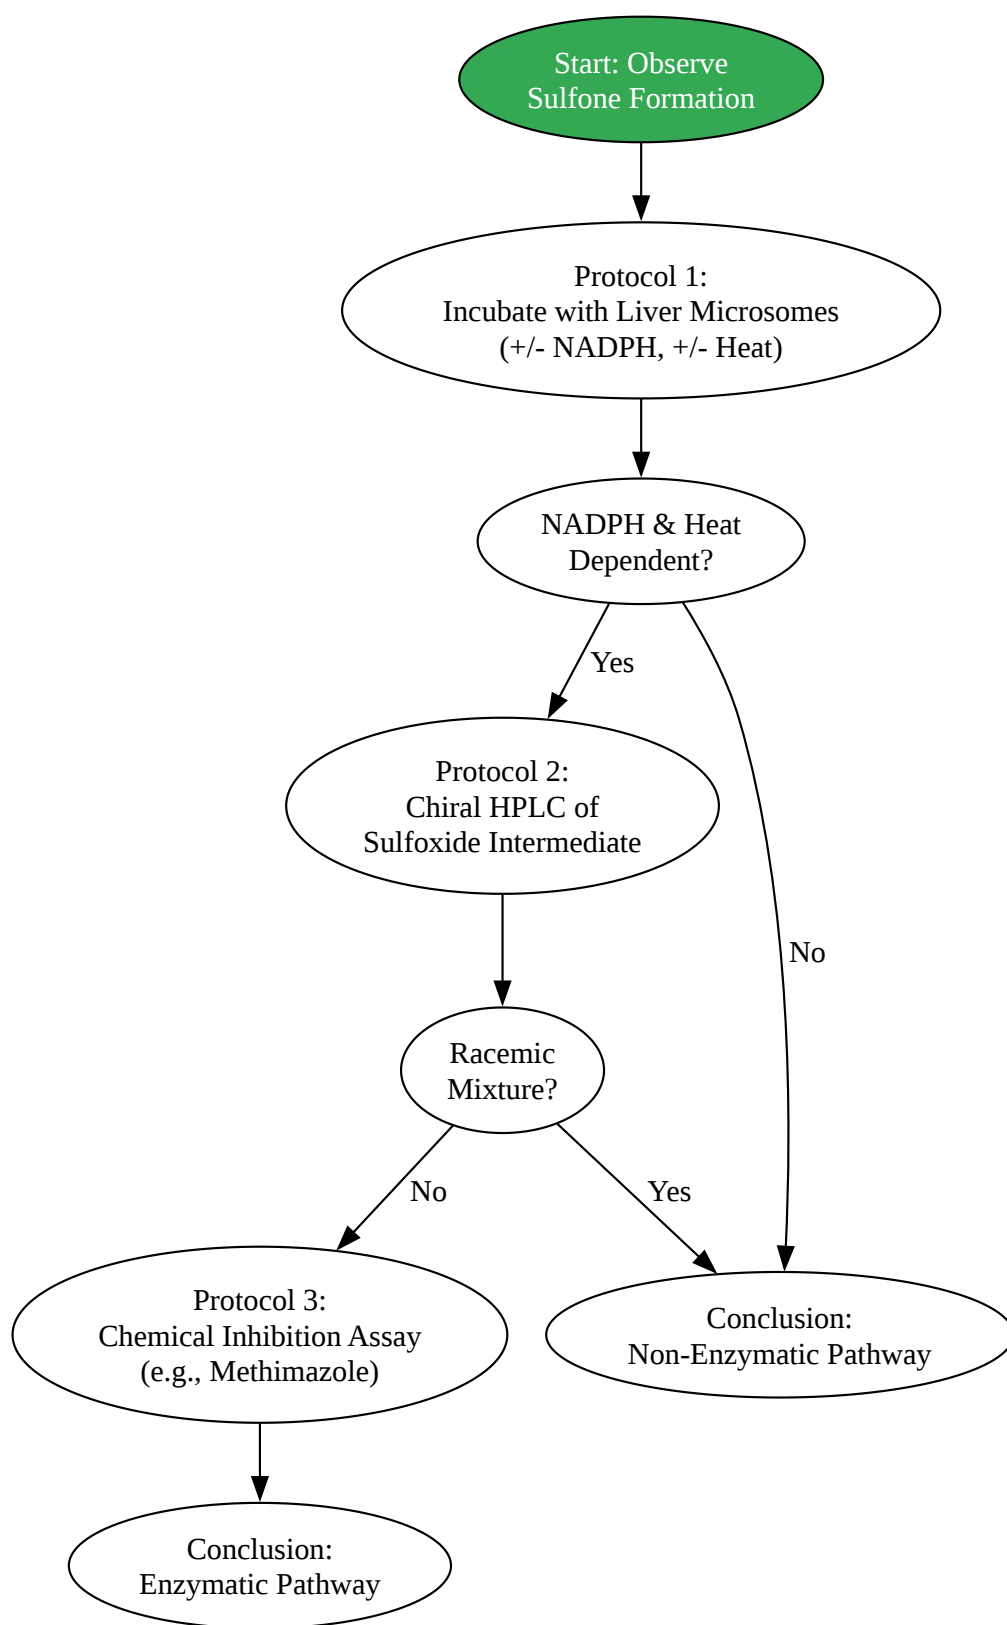 Start: Observe
Sulfone Formation
Protocol 1:
Incubate with Liver Microsomes
(+/- NADPH, +/- Heat)
NADPH & Heat
Dependent?
Yes
Protocol 2:
Chiral HPLC of
Sulfoxide Intermediate
No
Racemic
Mixture?
No
Yes
Protocol 3:
Chemical Inhibition Assay
(e.g., Methimazole)
Conclusion:
Non-Enzymatic Pathway
Conclusion:
Enzymatic Pathway